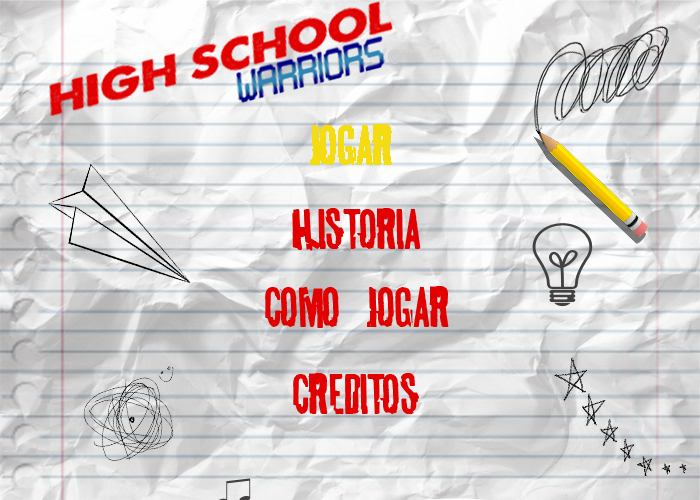 HIGH SCHOOL
WARRIORS
JOGAR
HISTORIA
COMO JOGAR
CREDITOS